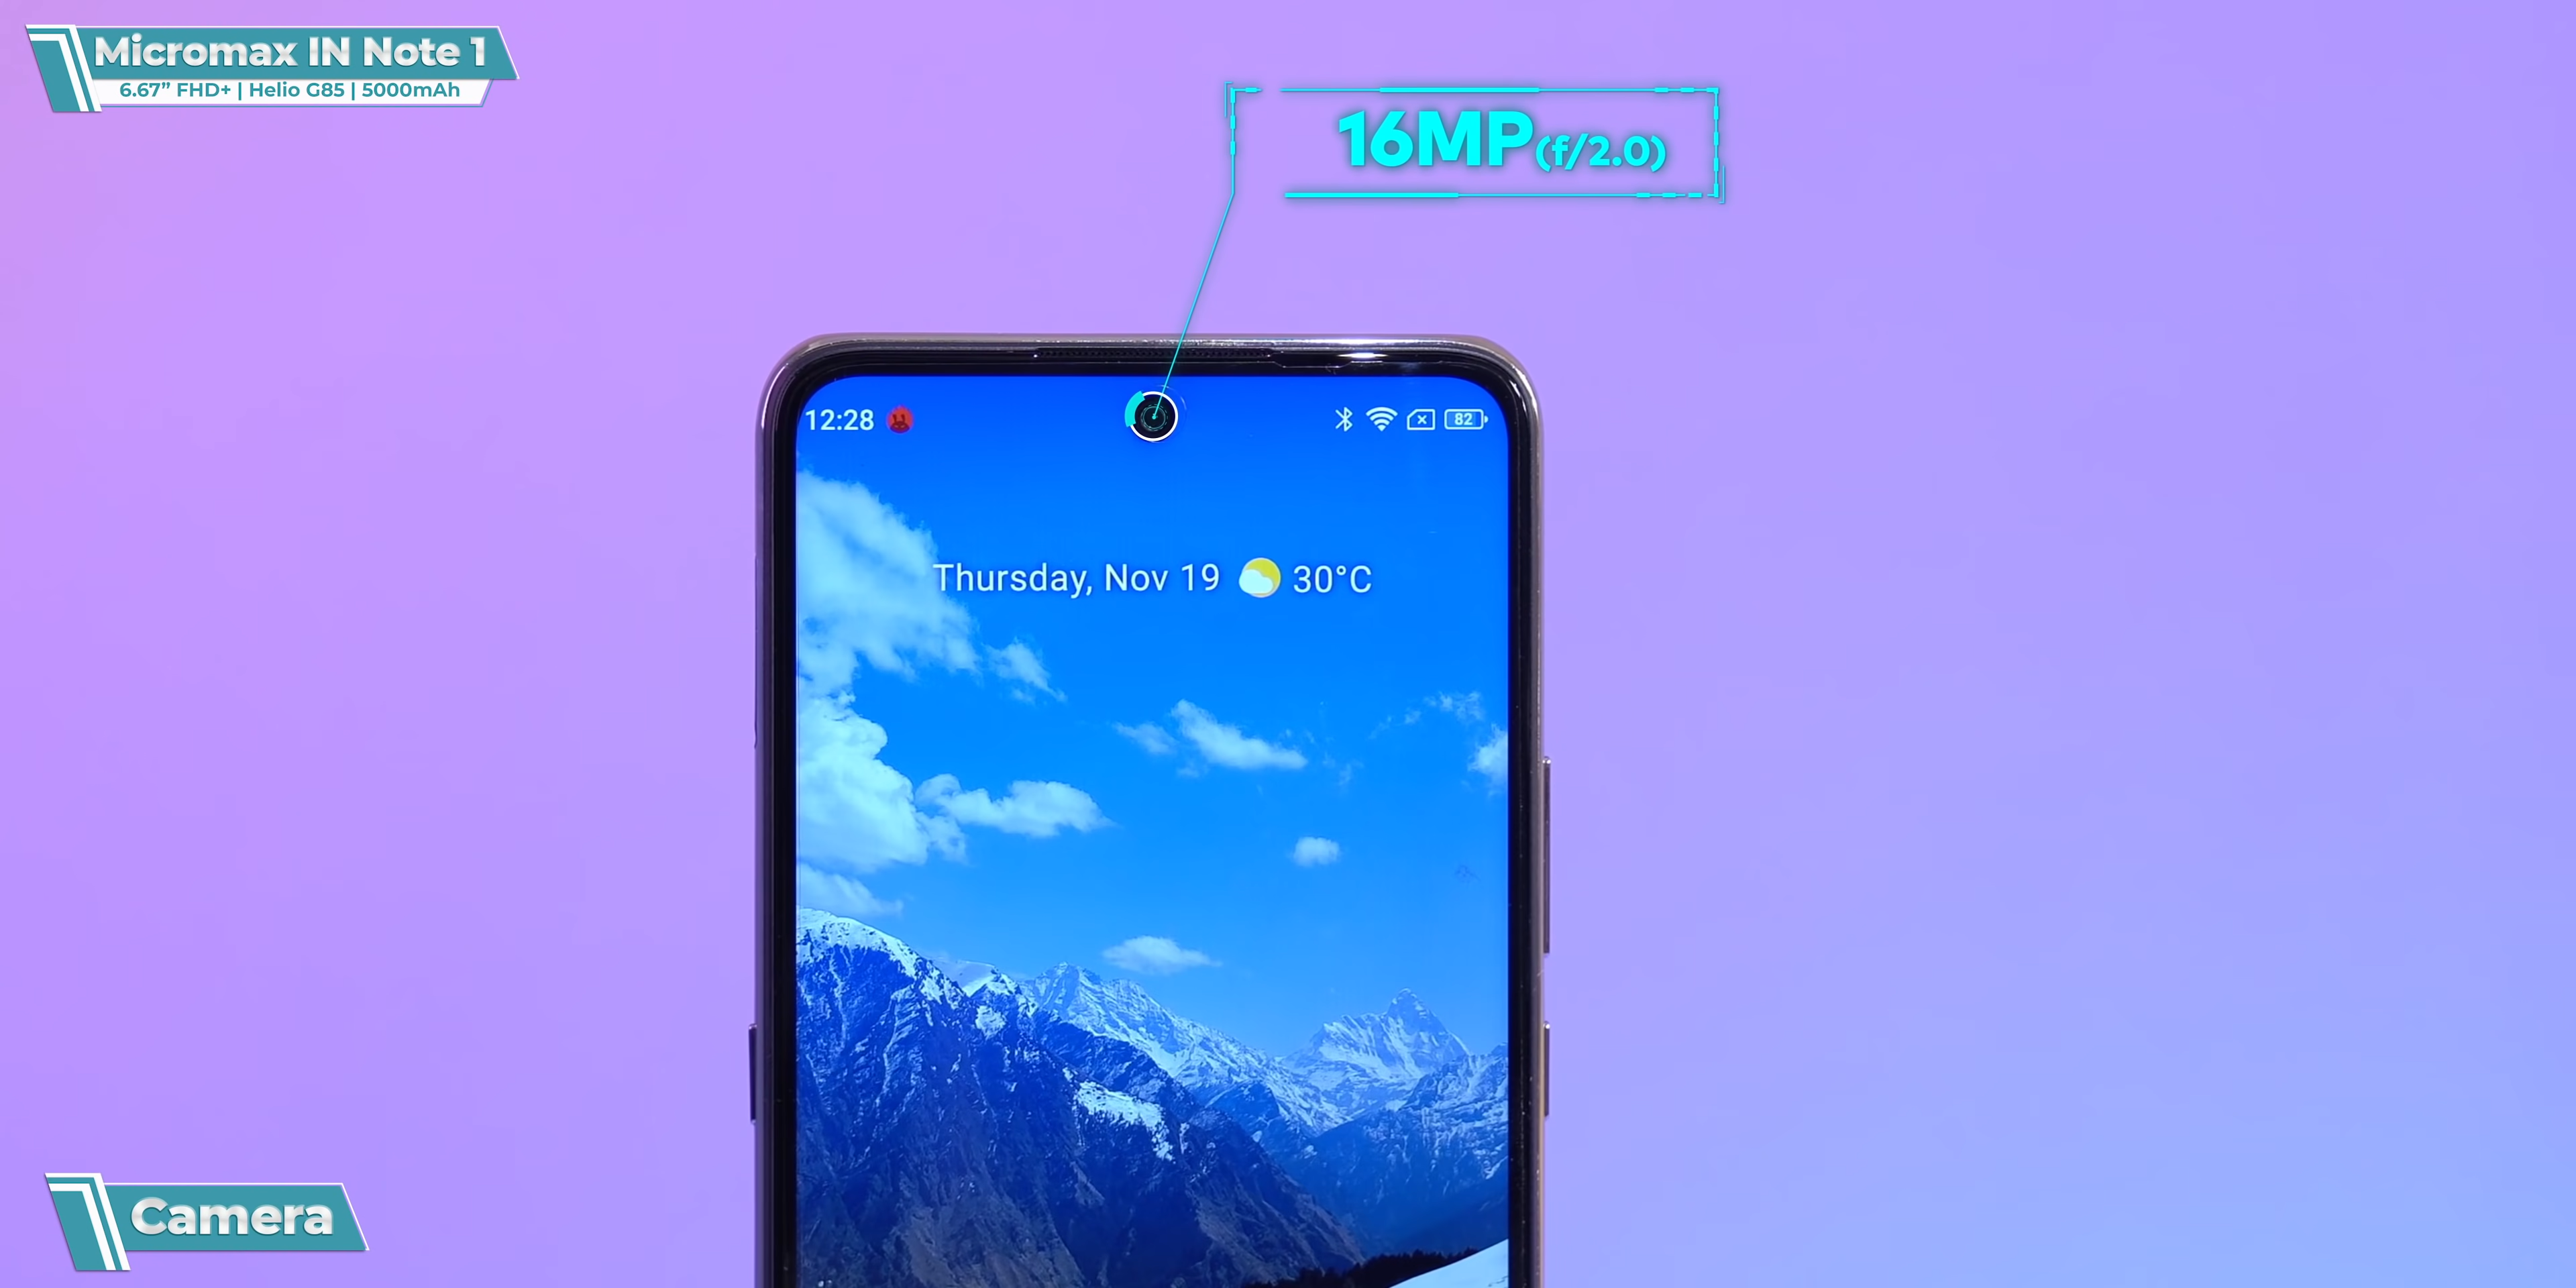 Micromax IN Note 1
6.67” FHD+ | Helio G85 | 5000mAh
16MP(f/2.0)
12:28
82
Thursday, Nov 19 30°C
Camera